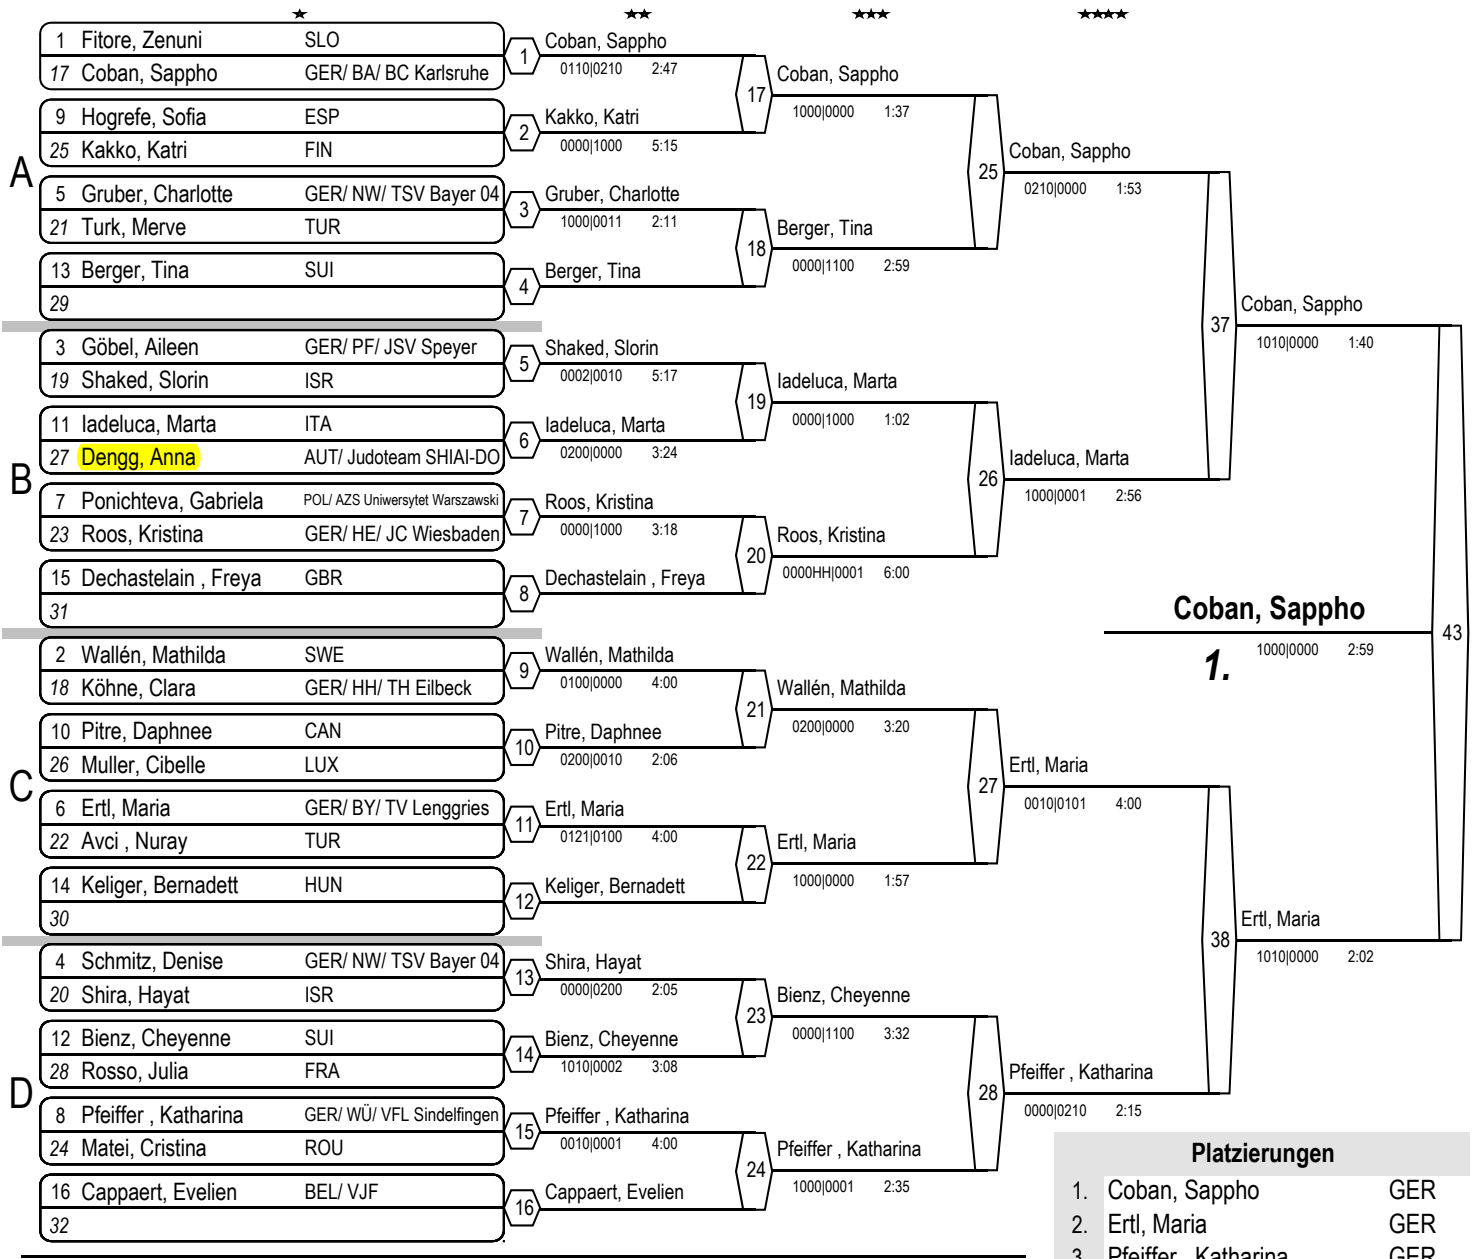 ★ ★★ ★★★ ★★★★
A
1 Fitore, Zenuni SLO
17 Coban, Sappho GER/ BA/ BC Karlsruhe
9 Hogrefe, Sofia ESP
25 Kakko, Katri FIN
5 Gruber, Charlotte GER/ NW/ TSV Bayer 04
21 Turk, Merve TUR
13 Berger, Tina SUI
29
B
3 Göbel, Aileen GER/ PF/ JSV Speyer
19 Shaked, Slorin ISR
11 Iadeluca, Marta ITA
27 Dengg, Anna AUT/ Judoteam SHIAI-DO
7 Ponichteva, Gabriela POL/ AZS Uniwersytet Warszawski
23 Roos, Kristina GER/ HE/ JC Wiesbaden
15 Dechastelain , Freya GBR
31
C
2 Wallén, Mathilda SWE
18 Köhne, Clara GER/ HH/ TH Eilbeck
10 Pitre, Daphnee CAN
26 Muller, Cibelle LUX
6 Ertl, Maria GER/ BY/ TV Lenggries
22 Avci , Nuray TUR
14 Keliger, Bernadett HUN
30
D
4 Schmitz, Denise GER/ NW/ TSV Bayer 04
20 Shira, Hayat ISR
12 Bienz, Cheyenne SUI
28 Rosso, Julia FRA
8 Pfeiffer , Katharina GER/ WÜ/ VFL Sindelfingen
24 Matei, Cristina ROU
16 Cappaert, Evelien BEL/ VJF
32
1 Coban, Sappho
0110|0210 2:47
2 Kakko, Katri
0000|1000 5:15
3 Gruber, Charlotte
1000|0011 2:11
4 Berger, Tina
5 Shaked, Slorin
0002|0010 5:17
6 Iadeluca, Marta
0200|0000 3:24
7 Roos, Kristina
0000|1000 3:18
8 Dechastelain , Freya
9 Wallén, Mathilda
0100|0000 4:00
10 Pitre, Daphnee
0200|0010 2:06
11 Ertl, Maria
0121|0100 4:00
12 Keliger, Bernadett
13 Shira, Hayat
0000|0200 2:05
14 Bienz, Cheyenne
1010|0002 3:08
15 Pfeiffer , Katharina
0010|0001 4:00
16 Cappaert, Evelien
17 Coban, Sappho
1000|0000 1:37
18 Berger, Tina
0000|1100 2:59
19 Iadeluca, Marta
0000|1000 1:02
20 Roos, Kristina
0000HH|0001 6:00
21 Wallén, Mathilda
0200|0000 3:20
22 Ertl, Maria
1000|0000 1:57
23 Bienz, Cheyenne
0000|1100 3:32
24 Pfeiffer , Katharina
1000|0001 2:35
25 Coban, Sappho
0210|0000 1:53
26 Iadeluca, Marta
1000|0001 2:56
27 Ertl, Maria
0010|0101 4:00
28 Pfeiffer , Katharina
0000|0210 2:15
37 Coban, Sappho
1010|0000 1:40
38 Ertl, Maria
1010|0000 2:02
43
Coban, Sappho
1. 1000|0000 2:59
Platzierungen
1. Coban, Sappho GER
2. Ertl, Maria GER
3. Pfeiffer , Katharina GER